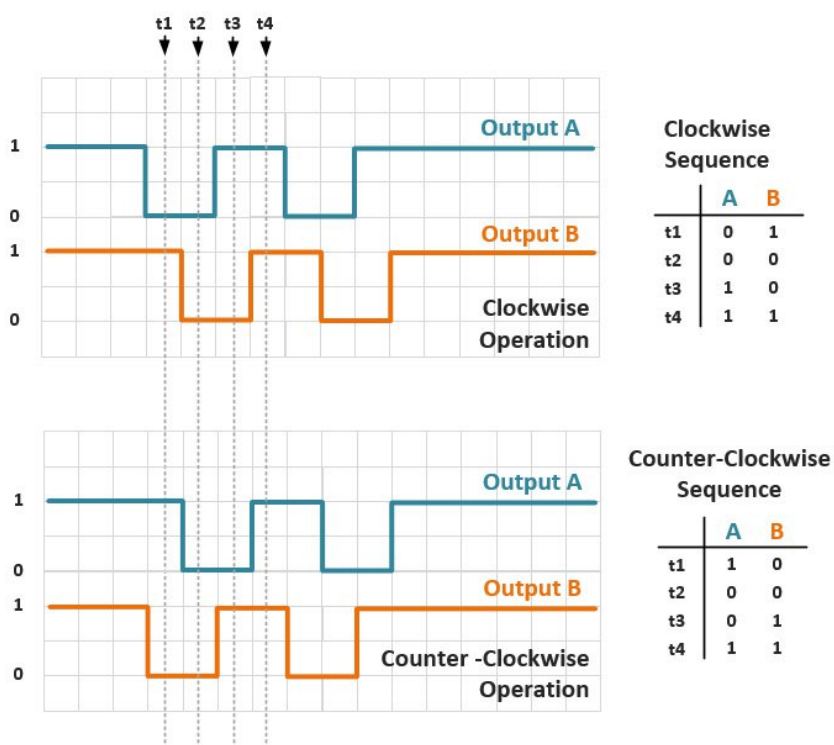 t1 t2 t3 t4
Output A
1
0
Output B
1
0
Clockwise
Operation
Clockwise
Sequence
A B
t1 0 1
t2 0 0
t3 1 0
t4 1 1
Output A
1
0
Output B
1
0
Counter -Clockwise
Operation
Counter-Clockwise
Sequence
A B
t1 1 0
t2 0 0
t3 0 1
t4 1 1